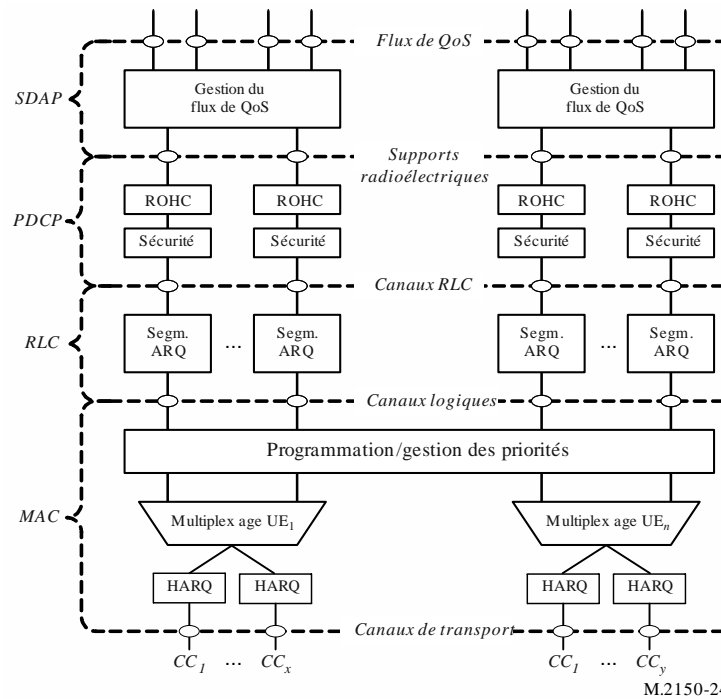 Flux de QoS
SDAP
Gestion du
flux de QoS
Gestion du
flux de QoS
Supports
radioélectriques
PDCP
ROHC ROHC ROHC ROHC
Sécurité Sécurité Sécurité Sécurité
Canaux RLC
RLC
Segm.
ARQ
...
Segm.
ARQ
Segm.
ARQ
...
Segm.
ARQ
Canaux logiques
Programmation/gestion des priorités
MAC
Multiplex age UE1 Multiplex age UEn
HARQ HARQ HARQ HARQ
Canaux de transport
CC1 ... CCx CC1 ... CCy
M.2150-2